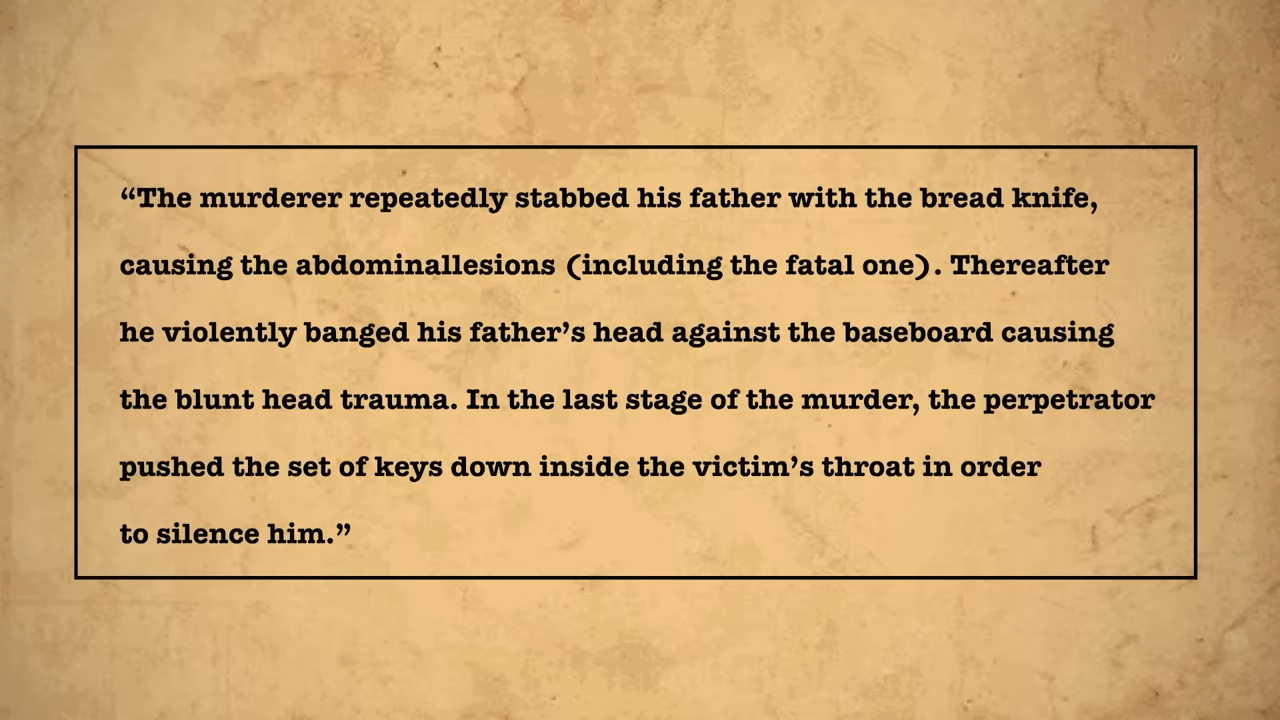 “The murderer repeatedly stabbed his father with the bread knife,
causing the abdominallesions (including the fatal one). Thereafter
he violently banged his father’s head against the baseboard causing
the blunt head trauma. In the last stage of the murder, the perpetrator
pushed the set of keys down inside the victim’s throat in order
to silence him.”